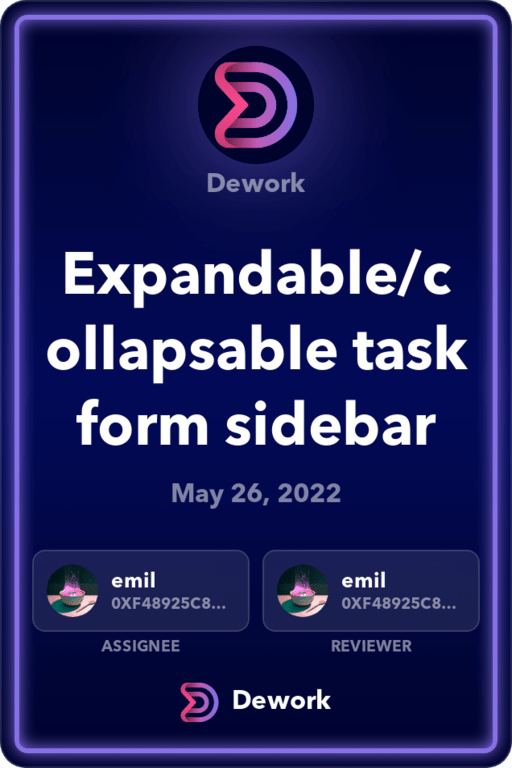 Dework
Expandable/c
ollapsable task
form sidebar
May 26, 2022
emil
0XF48925C8...
ASSIGNEE
emil
0XF48925C8...
REVIEWER
Dework